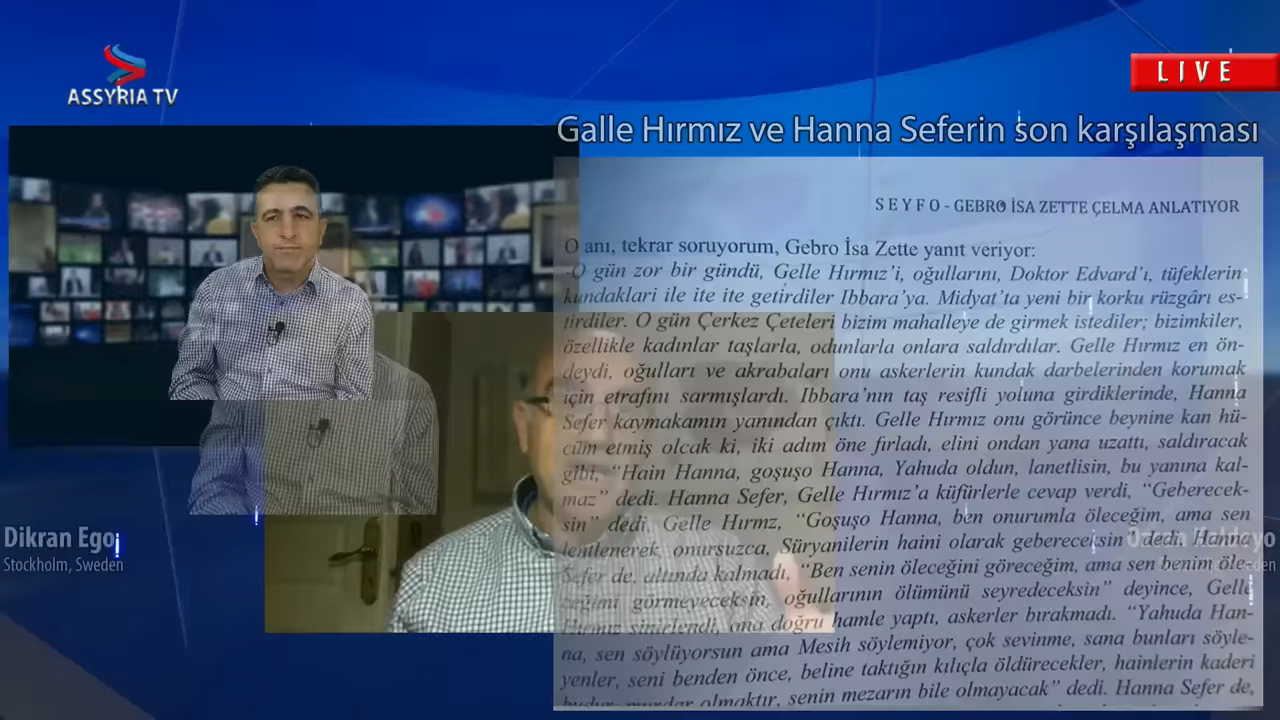 ASSYRIA TV
LIVE
Galle Hırmız ve Hanna Seferin son karşılaşması
S E Y F O - GEBRO İSA ZETTE ÇELMA ANLATIYOR
O anı, tekrar soruyorum, Gebro İsa Zette yanıt veriyor:
-O gün zor bir gündü, Gelle Hırmız'i, oğullarını, Doktor Edvard'ı, tüfeklerin
kundaklari ile ite ite getirdiler Ibbara'ya. Midyat'ta yeni bir korku rüzgârı es-
tirdiler. O gün Çerkez Çeteleri bizim mahalleye de girmek istediler; bizimkiler,
özellikle kadınlar taşlarla, odunlarla onlara saldırdılar. Gelle Hırmız en ön-
deydi, oğulları ve akrabaları onu askerlerin kundak darbelerinden korumak
için etrafını sarmışlardı. Ibbara'nın taş resifli yoluna girdiklerinde, Hanna
Sefer kaymakamın yanından çıktı. Gelle Hırmız onu görünce beynine kan hü-
cüm etmiş olcak ki, iki adım öne fırladı, elini ondan yana uzattı, saldıracak
gibi, “Hain Hanna, goşuşo Hanna, Yahuda oldun, lanetlisin, bu yanına kal-
maz” dedi. Hanna Sefer, Gelle Hırmız'a küfürlerle cevap verdi, “Geberecek-
sin” dedi. Gelle Hırmz, “Goşuşo Hanna, ben onurumla öleceğim, ama sen
lentlenerek, onursuzca, Süryanilerin haini olarak gebereceksin” dedi. Hanna
Sefer de, altında kalmadı, “Ben senin öleceğini göreceğim, ama sen benim öle-
ceğimi görmeyeceksin, oğullarının ölümünü seyredeceksin” deyince, Gelle
Hırmız sinirlendi, ona doğru hamle yaptı, askerler bırakmadı. “Yahuda Han-
na, sen söylüyorsun ama Mesih söylemiyor, çok sevinme, sana bunları söyle-
yenler, seni benden önce, beline taktığın kılıçla öldürecekler, hainlerin kaderi
budur, murdar olmaktır, senin mezarın bile olmayacak” dedi. Hanna Sefer de,
Dikran Ego
Stockholm, Sweden